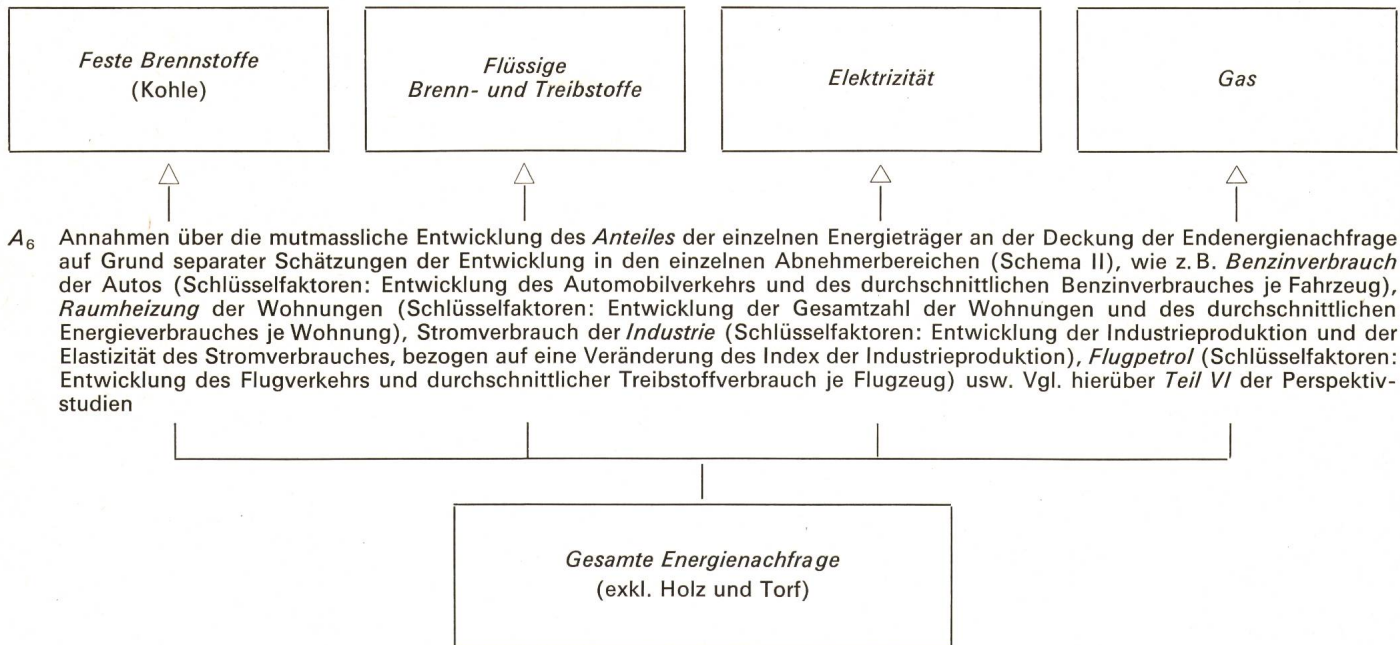 Feste Brennstoffe
(Kohle)
Flüssige
Brenn- und Treibstoffe
Elektrizität
Gas
A6 Annahmen über die mutmassliche Entwicklung des Anteiles der einzelnen Energieträger an der Deckung der Endenergienachfrage
auf Grund separater Schätzungen der Entwicklung in den einzelnen Abnehmerbereichen (Schema II), wie z.B. Benzinverbrauch
der Autos (Schlüsselfaktoren: Entwicklung des Automobilverkehrs und des durchschnittlichen Benzinverbrauches je Fahrzeug),
Raumheizung der Wohnungen (Schlüsselfaktoren: Entwicklung der Gesamtzahl der Wohnungen und des durchschnittlichen
Energieverbrauches je Wohnung), Stromverbrauch der Industrie (Schlüsselfaktoren: Entwicklung der Industrieproduktion und der
Elastizität des Stromverbrauches, bezogen auf eine Veränderung des Index der Industrieproduktion), Flugpetrol (Schlüsselfaktoren:
Entwicklung des Flugverkehrs und durchschnittlicher Treibstoffverbrauch je Flugzeug) usw. Vgl. hierüber Teil VI der Perspektiv-
studien
Gesamte Energienachfrage
(exkl. Holz und Torf)